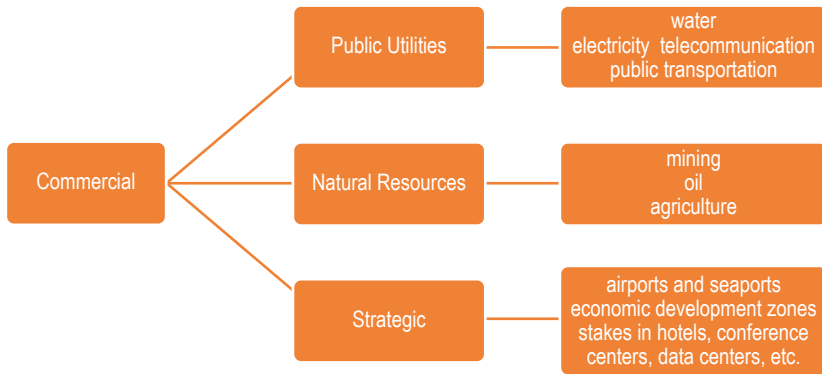 Commercial
Public Utilities
water
electricity telecommunication
public transportation
Natural Resources
mining
oil
agriculture
Strategic
airports and seaports
economic development zones
stakes in hotels, conference
centers, data centers, etc.